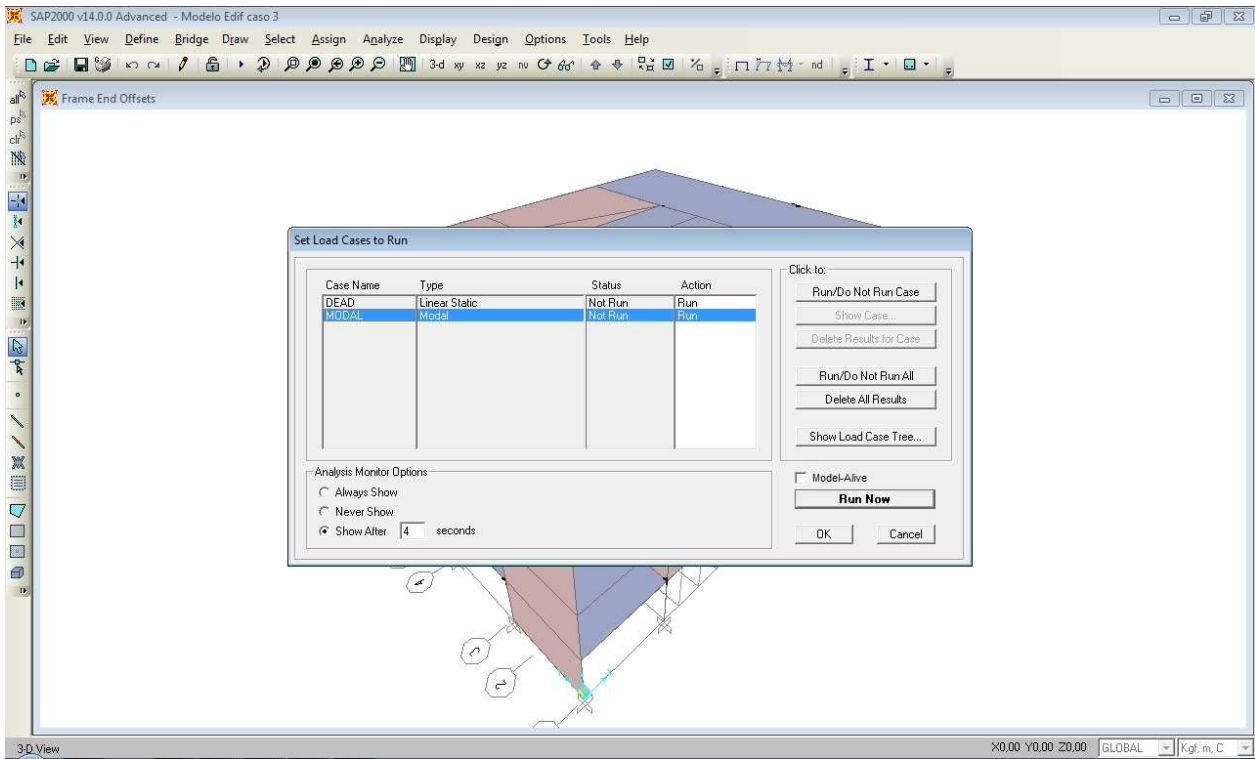 SAP2000 v14.0.0 Advanced - Modelo Edif caso 3
File Edit View Define Bridge Draw Select Assign Analyze Display Design Options Tools Help
3-d xy xz yz nv nd
all
ps
clr
Frame End Offsets
Set Load Cases to Run
Case Name Type Status Action
DEAD Linear Static Not Run Run
MODAL Modal Not Run Run
Click to:
Run/Do Not Run Case
Show Case...
Delete Results for Case
Run/Do Not Run All
Delete All Results
Show Load Case Tree...
Analysis Monitor Options
Always Show
Never Show
Show After 4 seconds
Model-Alive
Run Now
OK Cancel
3-D View X0,00 Y0,00 Z0,00 GLOBAL Kgf, m, C